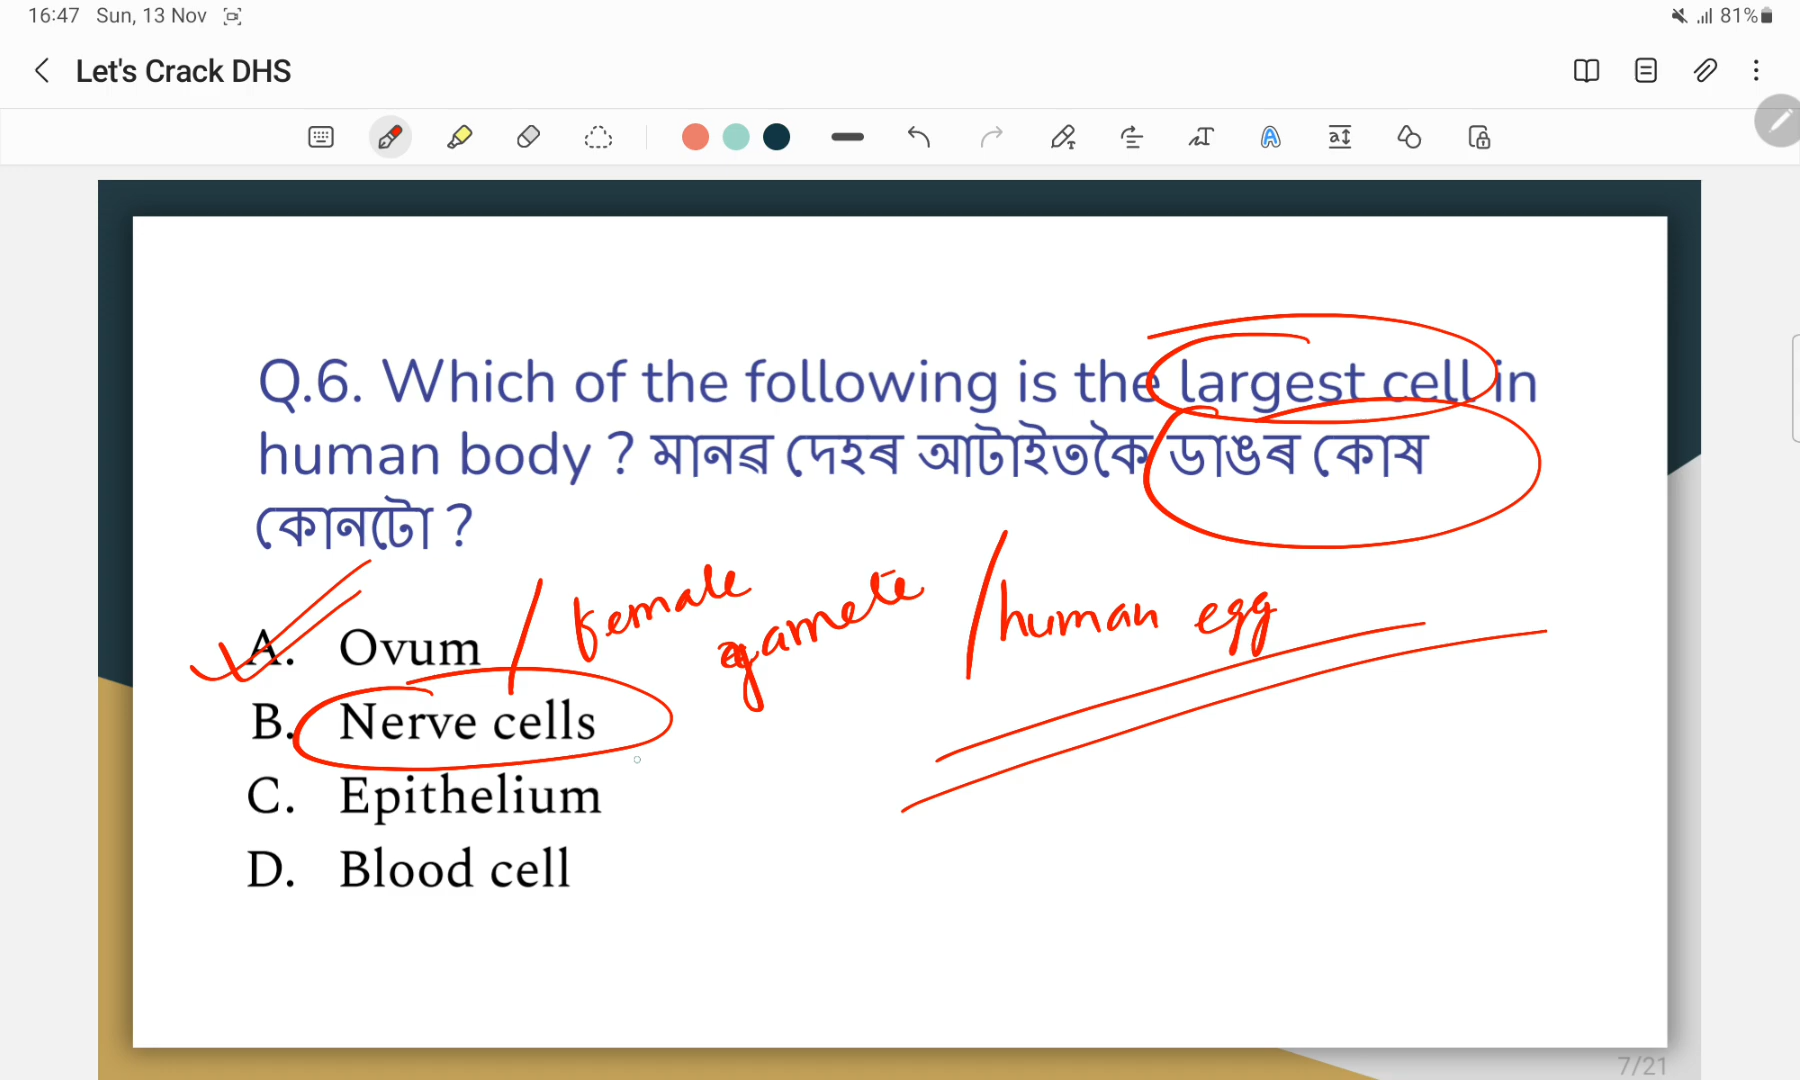 16:47 Sun, 13 Nov 81%
Let's Crack DHS
Q.6. Which of the following is the largest cell in
human body ? মানৱ দেহৰ আটাইতকৈ ডাঙৰ কোষ
কোনটো ?
A. Ovum / female gamete / human egg
B. Nerve cells
C. Epithelium
D. Blood cell
7/21